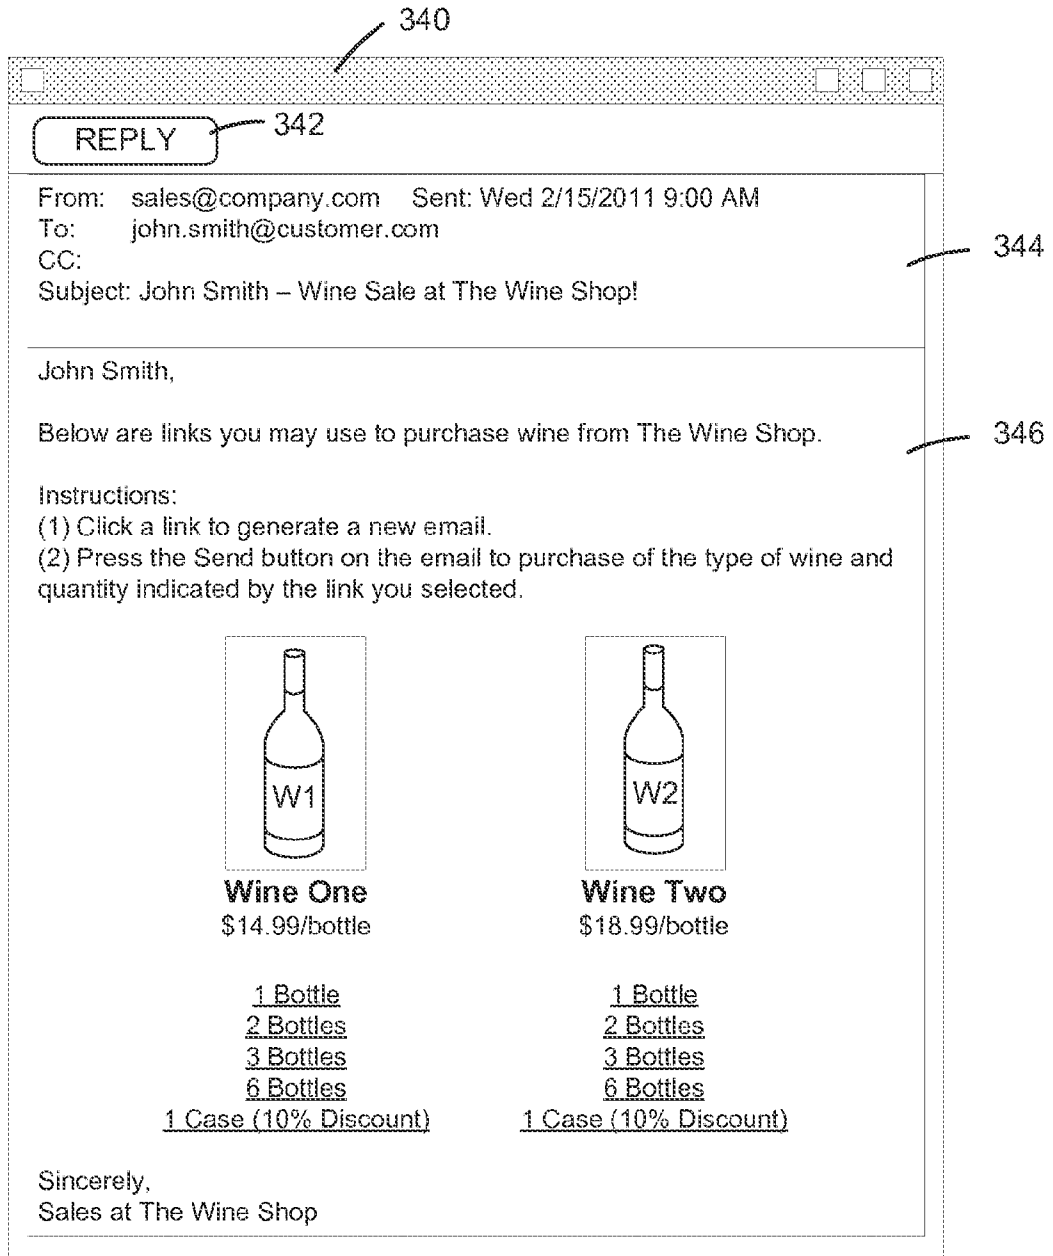 340
REPLY
342
From: sales@company.com Sent: Wed 2/15/2011 9:00 AM
To: john.smith@customer.com
CC:
344
Subject: John Smith – Wine Sale at The Wine Shop!
John Smith,
Below are links you may use to purchase wine from The Wine Shop.
346
Instructions:
(1) Click a link to generate a new email.
(2) Press the Send button on the email to purchase of the type of wine and
quantity indicated by the link you selected.
W1 W2
Wine One Wine Two
$14.99/bottle $18.99/bottle
1 Bottle 1 Bottle
2 Bottles 2 Bottles
3 Bottles 3 Bottles
6 Bottles 6 Bottles
1 Case (10% Discount) 1 Case (10% Discount)
Sincerely,
Sales at The Wine Shop